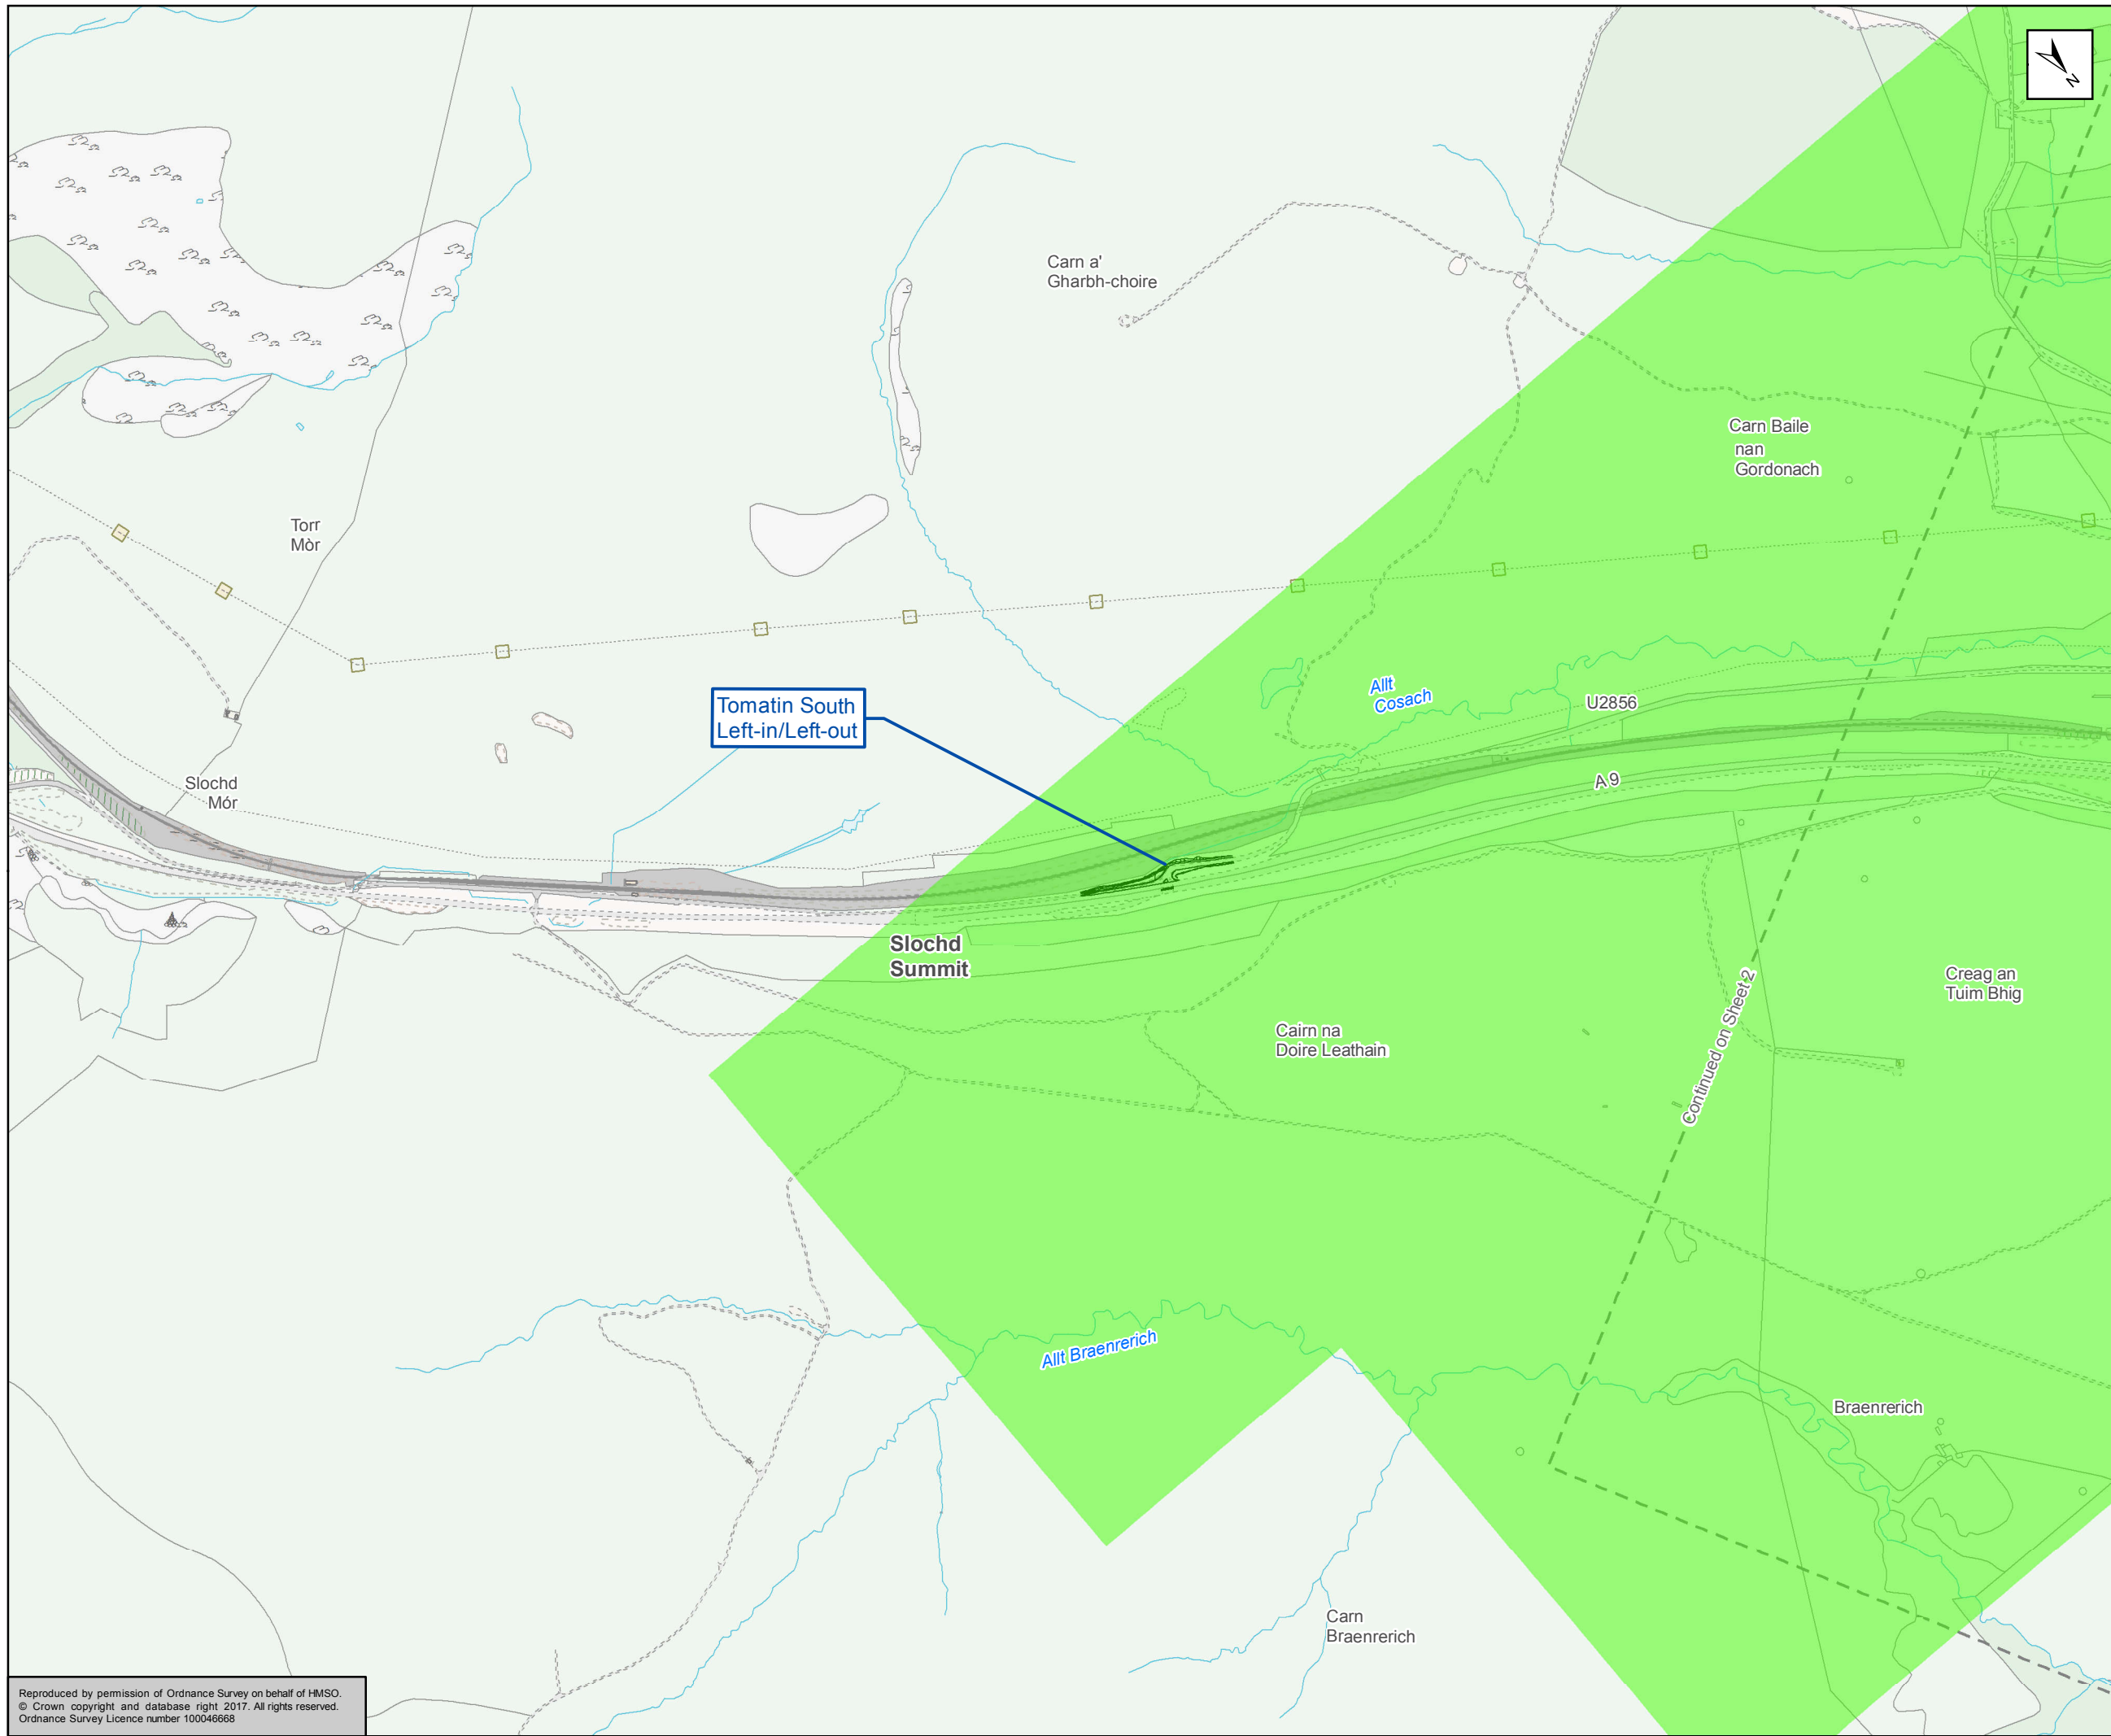 N
Carn a'
Gharbh-choire
Carn Baile
nan
Gordonach
Torr
Mòr
Allt
Cosach
U2856
Tomatin South
Left-in/Left-out
A 9
Slochd
Mór
Slochd
Summit
Creag an
Tuim Bhig
Cairn na
Doire Leathain
Continued on Sheet 2
Allt Braenrerich
Braenrerich
Carn
Braenrerich
Reproduced by permission of Ordnance Survey on behalf of HMSO.
© Crown copyright and database right 2017. All rights reserved.
Ordnance Survey Licence number 100046668